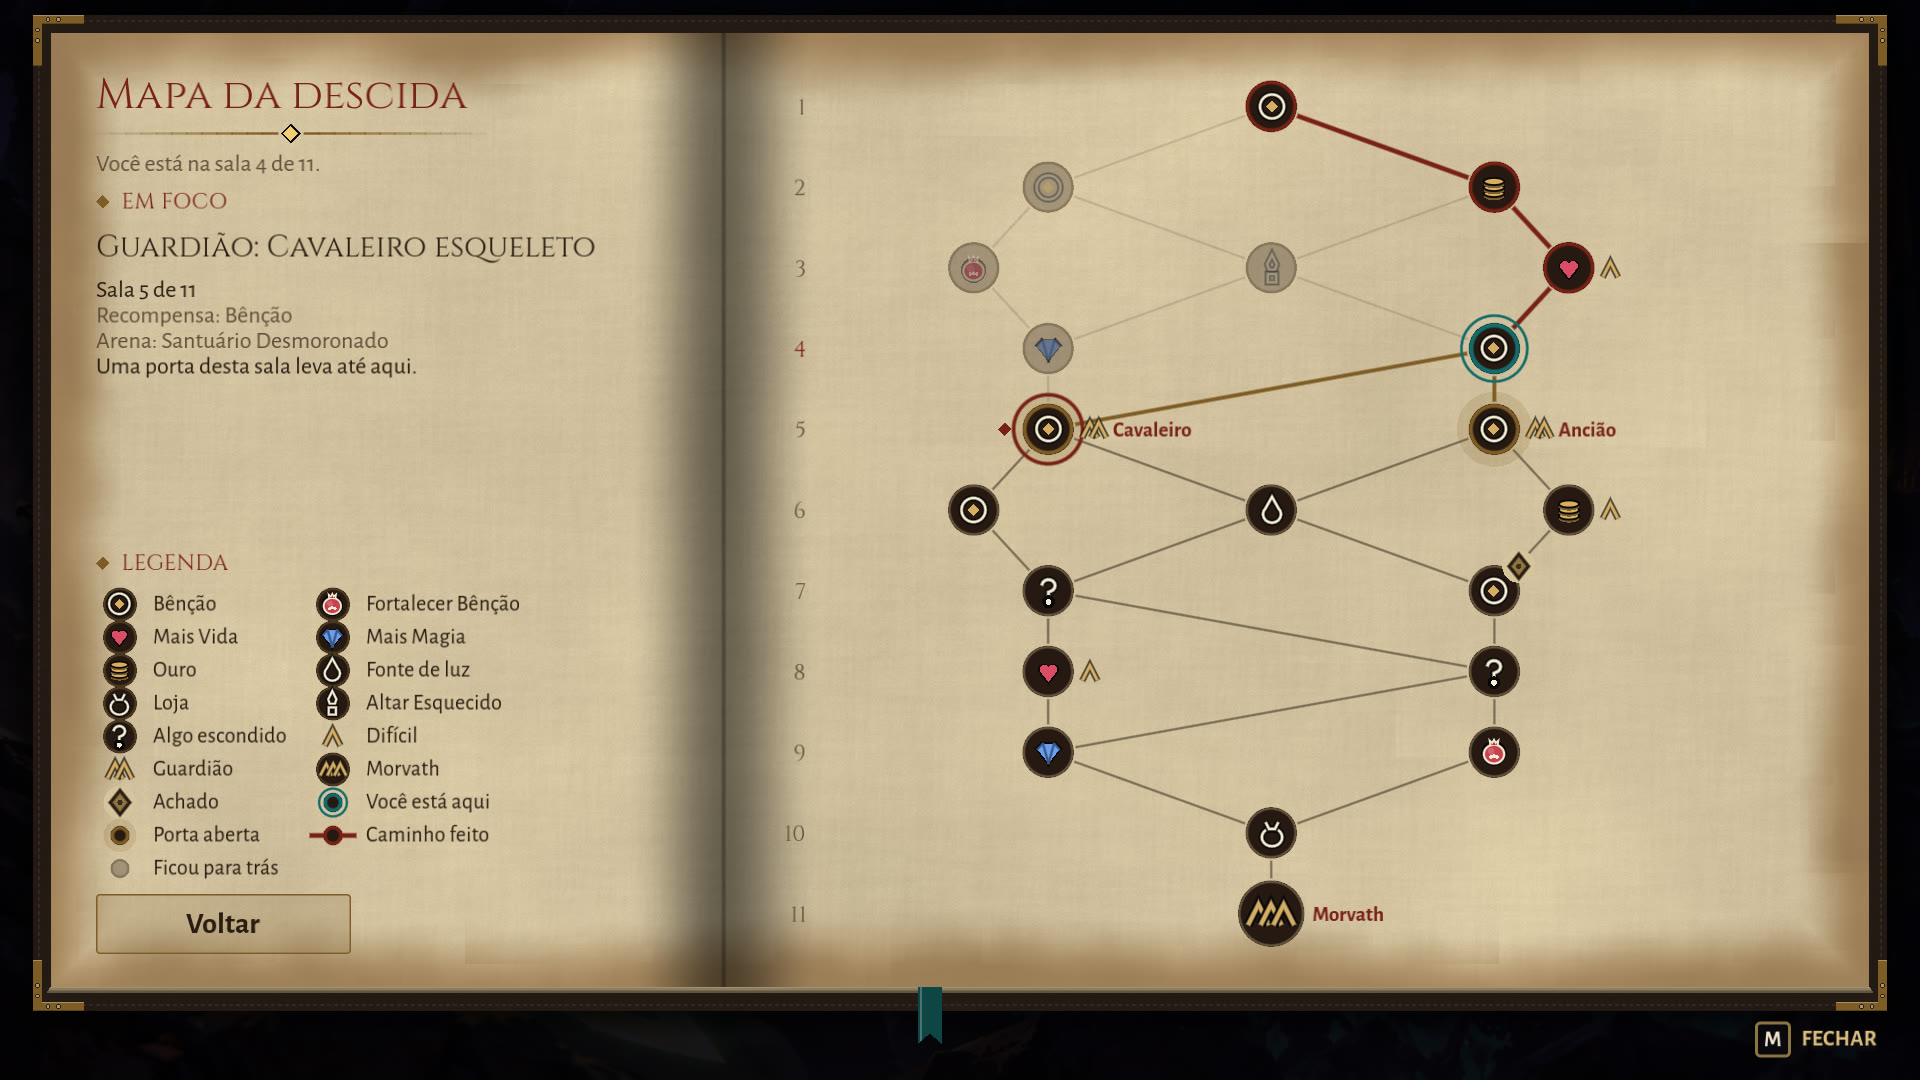 Mapa da descida
Você está na sala 4 de 11.
EM FOCO
Guardião: Cavaleiro esqueleto
Sala 5 de 11
Recompensa: Bênção
Arena: Santuário Desmoronado
Uma porta desta sala leva até aqui.
LEGENDA
Bênção
Fortalecer Bênção
Mais Vida
Mais Magia
Ouro
Fonte de luz
Loja
Altar Esquecido
Algo escondido
Difícil
Guardião
Morvath
Achado
Você está aqui
Porta aberta
Caminho feito
Ficou para trás
Voltar
1
2
3
4
5
Cavaleiro
Ancião
6
7
8
9
10
11
Morvath
M FECHAR